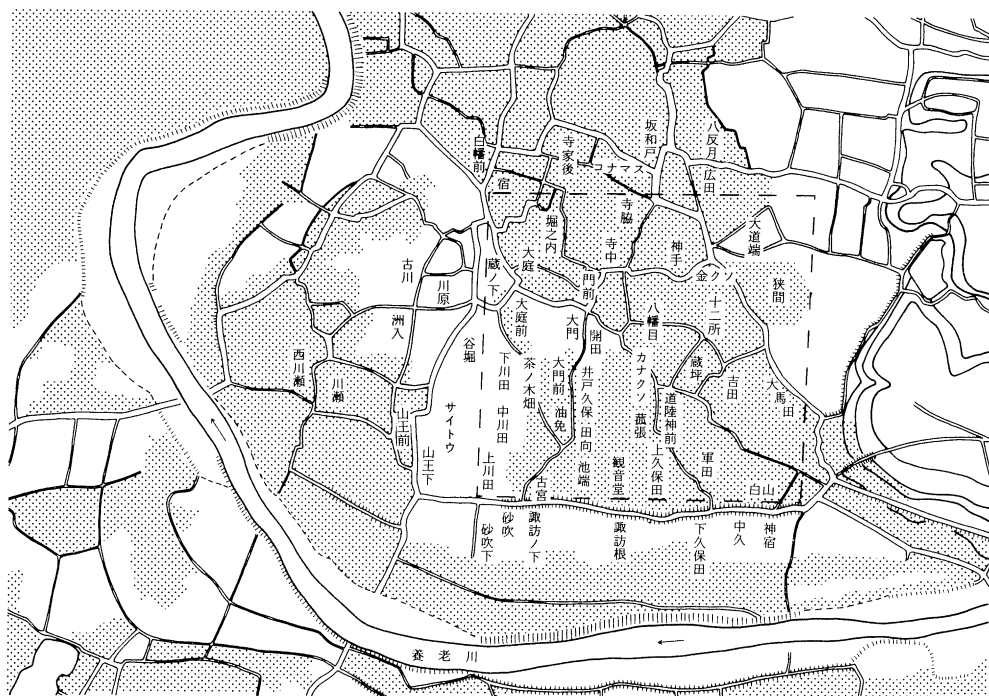 白幡前
宿
寺家後
コナマス
坂和戸
八反月
広田
堀之内
寺脇
寺中
神手
大道端
金クソ
狭間
古川
川原
蔵ノ下
大庭
門前
十二所
洲入
大庭前
大門
開田
八幡目
谷堀
下川田
茶ノ木畑
大門前
井戸久保
カナクソ
蔵坪
吉田
大馬田
西川瀬
川瀬
山王前
サイトウ
中川田
油免
田向
菰張
道陸神前
山王下
上川田
古宮
池端
観音堂
上久保田
軍田
白山
砂吹下
砂吹
諏訪ノ下
諏訪根
下久保田
中久
神宿
養老川